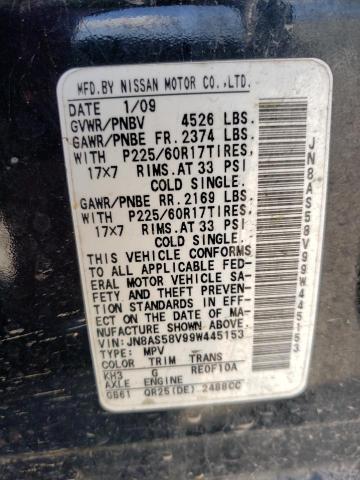 MFD.BY NISSAN MOTOR CO.,LTD.
DATE 1/09
GVWR/PNBV 4526 LBS.
GAWR/PNBE FR.2374 LBS.
WITH P225/60R17TIRES,
17X7 RIMS.AT 33 PSI
COLD SINGLE.
GAWR/PNBE RR.2169 LBS.
WITH P225/60R17TIRES,
17X7 RIMS.AT 33 PSI
COLD SINGLE.
THIS VEHICLE CONFORMS
TO ALL APPLICABLE FED-
ERAL MOTOR VEHICLE SA-
FETY AND THEFT PREVEN-
TION STANDARDS IN EFF-
ECT ON THE DATE OF MA-
NUFACTURE SHOWN ABOVE.
VIN:JN8AS58V99W445153
TYPE MPV
COLOR TRIM TRANS
KH3 G RE0F10A
AXLE ENGINE
GB61 QR25(DE) 2488CC
JN8AS58V99W445153